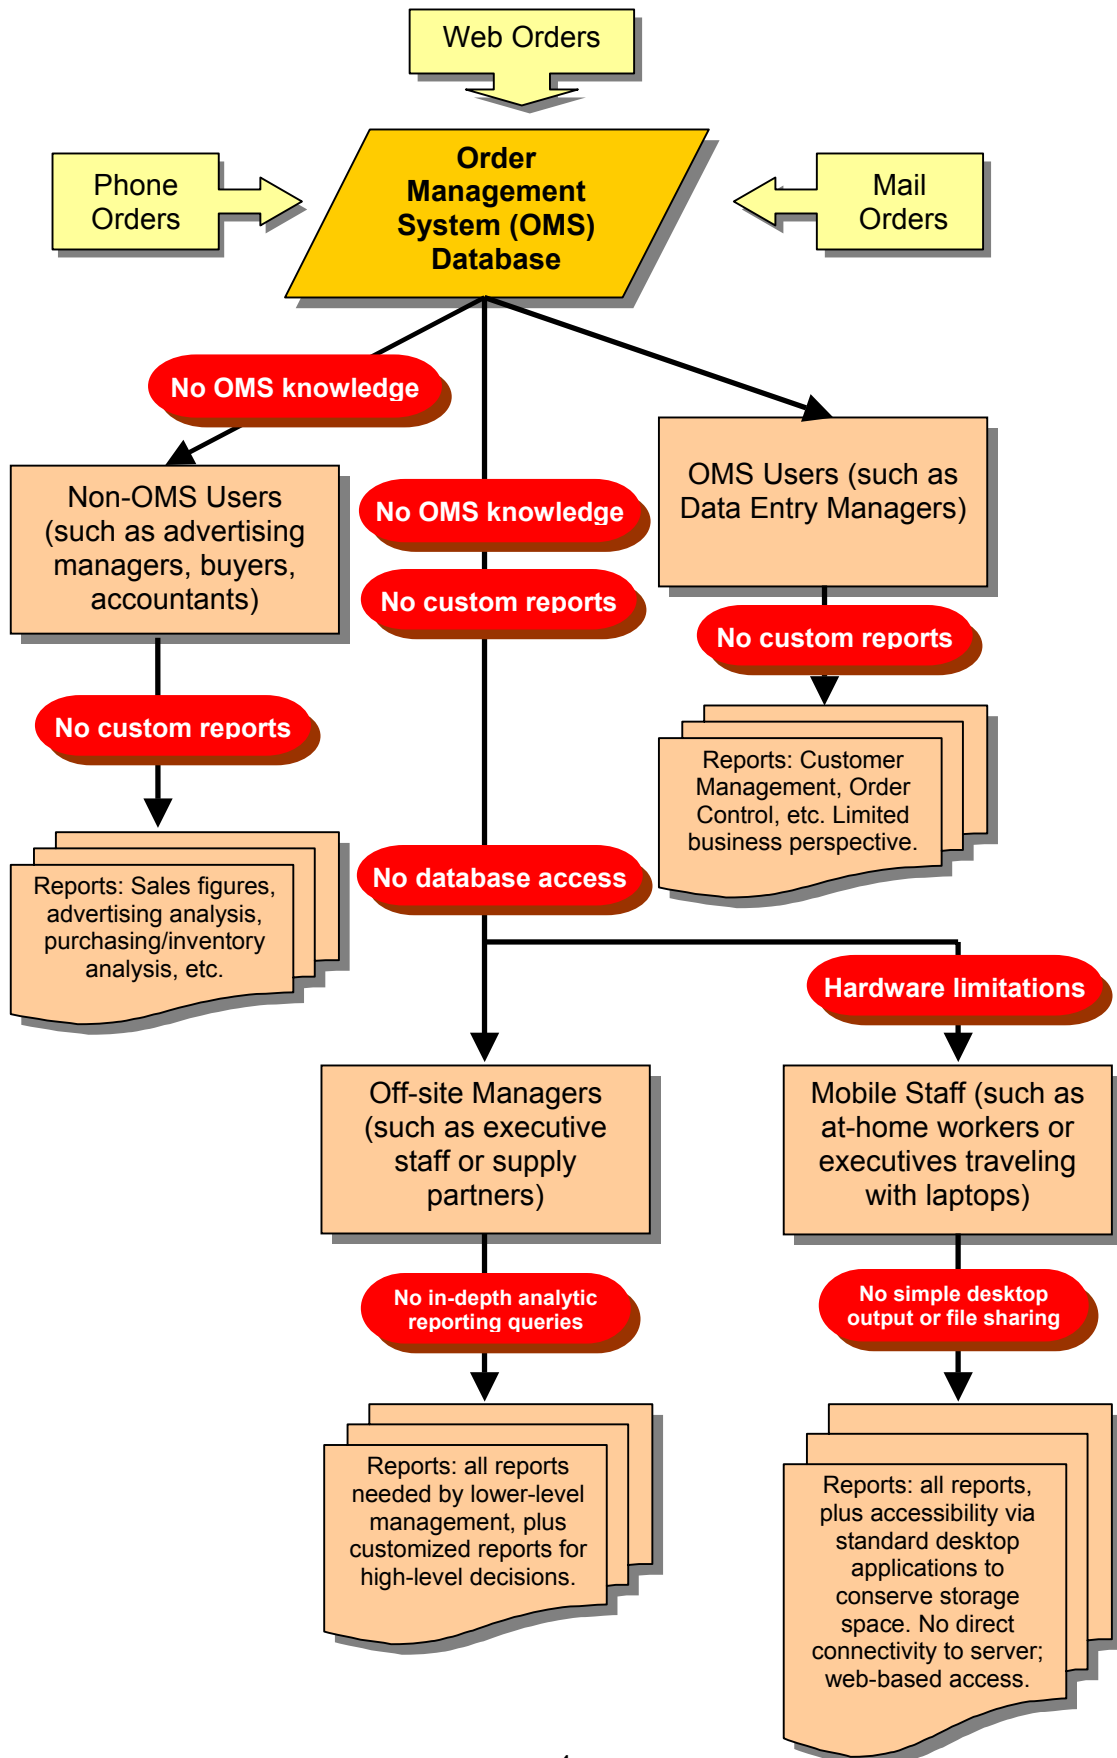 Web Orders
Phone
Orders
Order
Management
System (OMS)
Database
Mail
Orders
No OMS knowledge
Non-OMS Users
(such as advertising
managers, buyers,
accountants)
No OMS knowledge
OMS Users (such as
Data Entry Managers)
No custom reports
No custom reports
No custom reports
Reports: Customer
Management, Order
Control, etc. Limited
business perspective.
Reports: Sales figures,
advertising analysis,
purchasing/inventory
analysis, etc.
No database access
Hardware limitations
Off-site Managers
(such as executive
staff or supply
partners)
Mobile Staff (such as
at-home workers or
executives traveling
with laptops)
No in-depth analytic
reporting queries
No simple desktop
output or file sharing
Reports: all reports
needed by lower-level
management, plus
customized reports for
high-level decisions.
Reports: all reports,
plus accessibility via
standard desktop
applications to
conserve storage
space. No direct
connectivity to server;
web-based access.